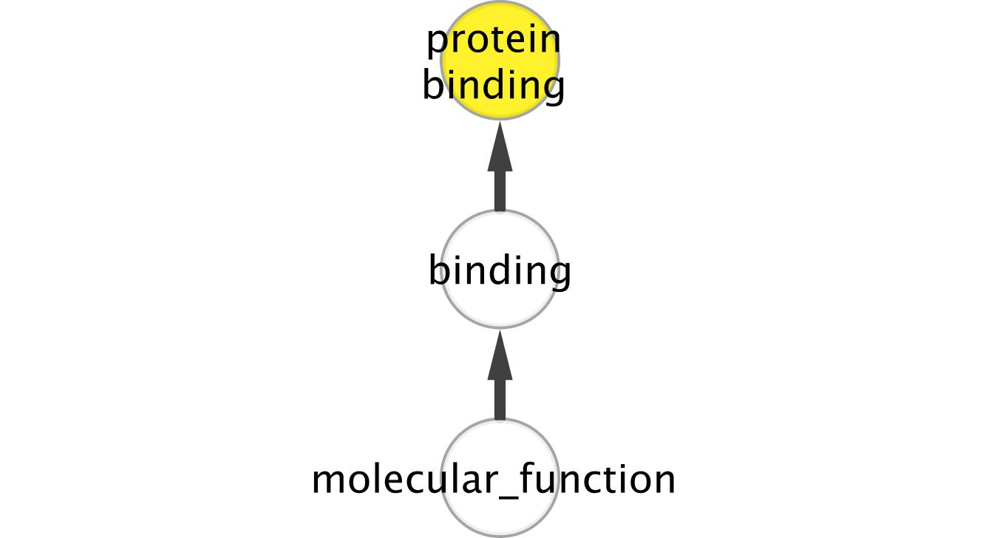 protein
binding
binding
molecular_function